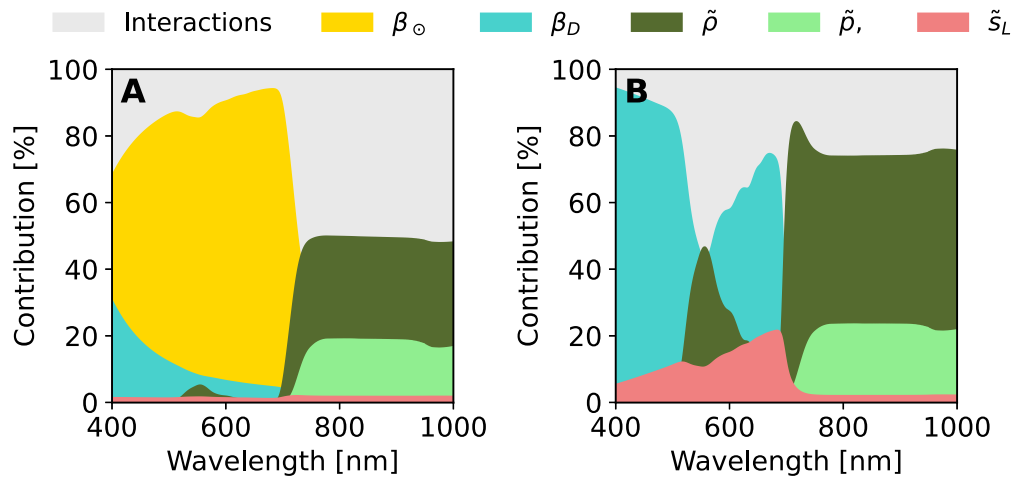 Interactions β⊙ β_D ρ̃ p̃, s̃_L
A B
100 100
80 80
60 60
40 40
20 20
0 0
400 600 800 1000 400 600 800 1000
Contribution [%] Contribution [%]
Wavelength [nm] Wavelength [nm]